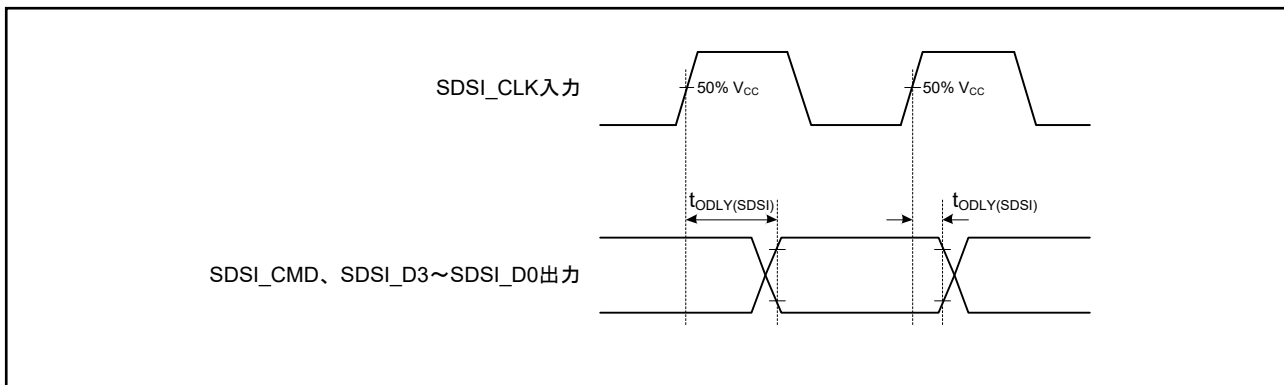 SDSI_CLK入力
50% VCC
50% VCC
tODLY(SDSI)
tODLY(SDSI)
SDSI_CMD、SDSI_D3～SDSI_D0出力